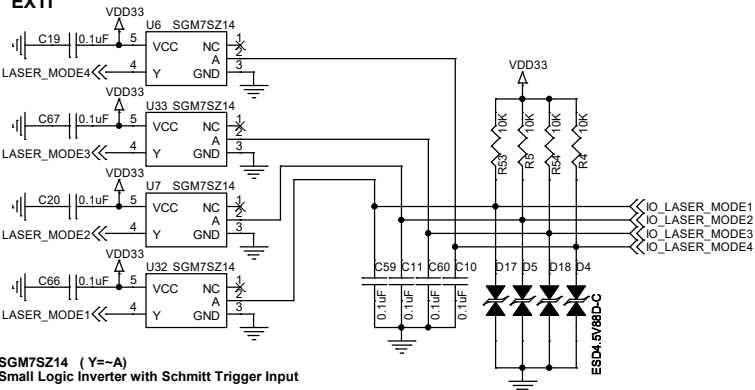 EXTI
VDD33
U6 SGM7SZ14
C19 0.1uF 5 VCC NC 1
A 2
LASER_MODE4 4 Y GND 3
VDD33
U33 SGM7SZ14
C67 0.1uF 5 VCC NC 1
A 2
LASER_MODE3 4 Y GND 3
VDD33
U7 SGM7SZ14
C20 0.1uF 5 VCC NC 1
A 2
LASER_MODE2 4 Y GND 3
VDD33
U32 SGM7SZ14
C66 0.1uF 5 VCC NC 1
A 2
LASER_MODE1 4 Y GND 3
VDD33
10K 10K 10K 10K
R53 R5 R54 R4
IO_LASER_MODE1
IO_LASER_MODE2
IO_LASER_MODE3
IO_LASER_MODE4
C59 C11 C60 C10
0.1uF 0.1uF 0.1uF 0.1uF
D17 D5 D18 D4
ESD4.5V88D-C
SGM7SZ14 ( Y=~A)
Small Logic Inverter with Schmitt Trigger Input